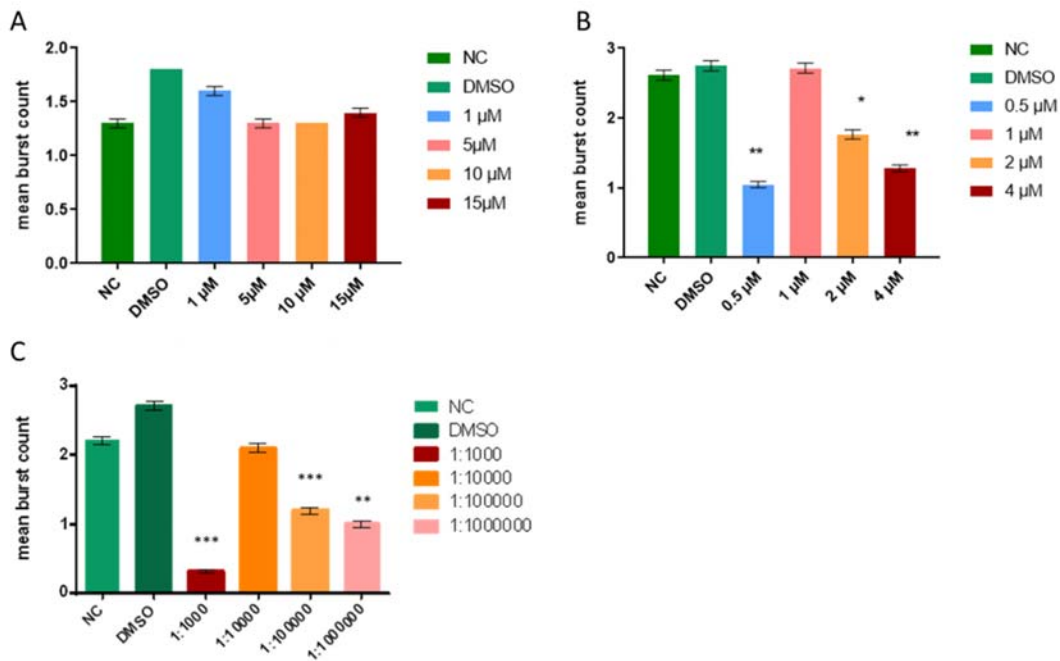 A
mean burst count
2.0
1.5
1.0
0.5
0.0
NC
DMSO
1 µM
5µM
10 µM
15µM
NC
DMSO
1 µM
5µM
10 µM
15µM
B
mean burst count
3
2
1
0
**
*
**
NC
DMSO
0.5 µM
1 µM
2 µM
4 µM
NC
DMSO
0.5 µM
1 µM
2 µM
4 µM
C
mean burst count
3
2
1
0
***
***
**
NC
DMSO
1:1000
1:10000
1:100000
1:1000000
NC
DMSO
1:1000
1:10000
1:100000
1:1000000